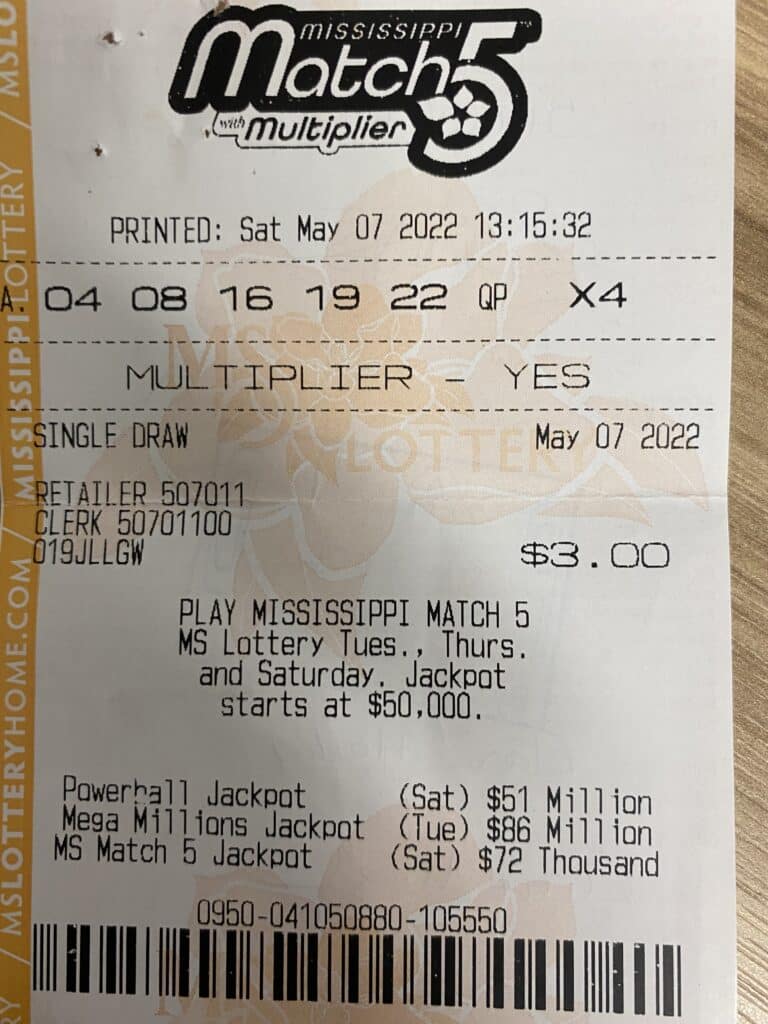 MISSISSIPPI
Match 5
with Multiplier
PRINTED: Sat May 07 2022 13:15:32
A. 04 08 16 19 22 QP X4
MULTIPLIER - YES
SINGLE DRAW May 07 2022
RETAILER 507011
CLERK 50701100
019JLLGW
$3.00
PLAY MISSISSIPPI MATCH 5
MS Lottery Tues., Thurs.
and Saturday. Jackpot
starts at $50,000.
Powerball Jackpot (Sat) $51 Million
Mega Millions Jackpot (Tue) $86 Million
MS Match 5 Jackpot (Sat) $72 Thousand
0950-041050880-105550
MS LOTTERY
/ MSLOTTERYHOME.COM / MISSISSIPPI LOTTERY / MSLO